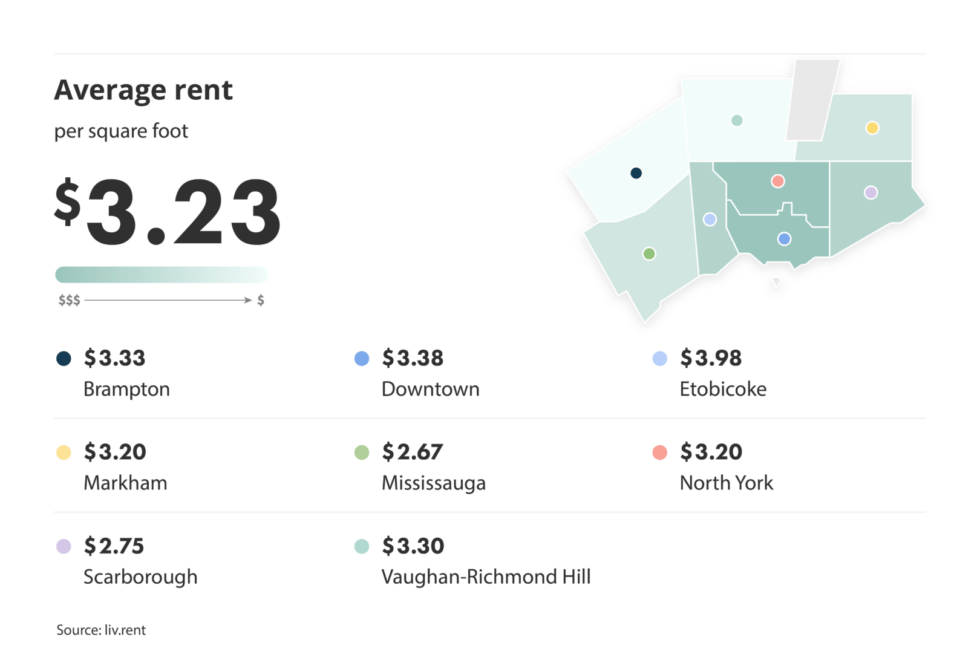 Average rent
per square foot
$3.23
$$$ $
$3.33
Brampton
$3.38
Downtown
$3.98
Etobicoke
$3.20
Markham
$2.67
Mississauga
$3.20
North York
$2.75
Scarborough
$3.30
Vaughan-Richmond Hill
Source: liv.rent